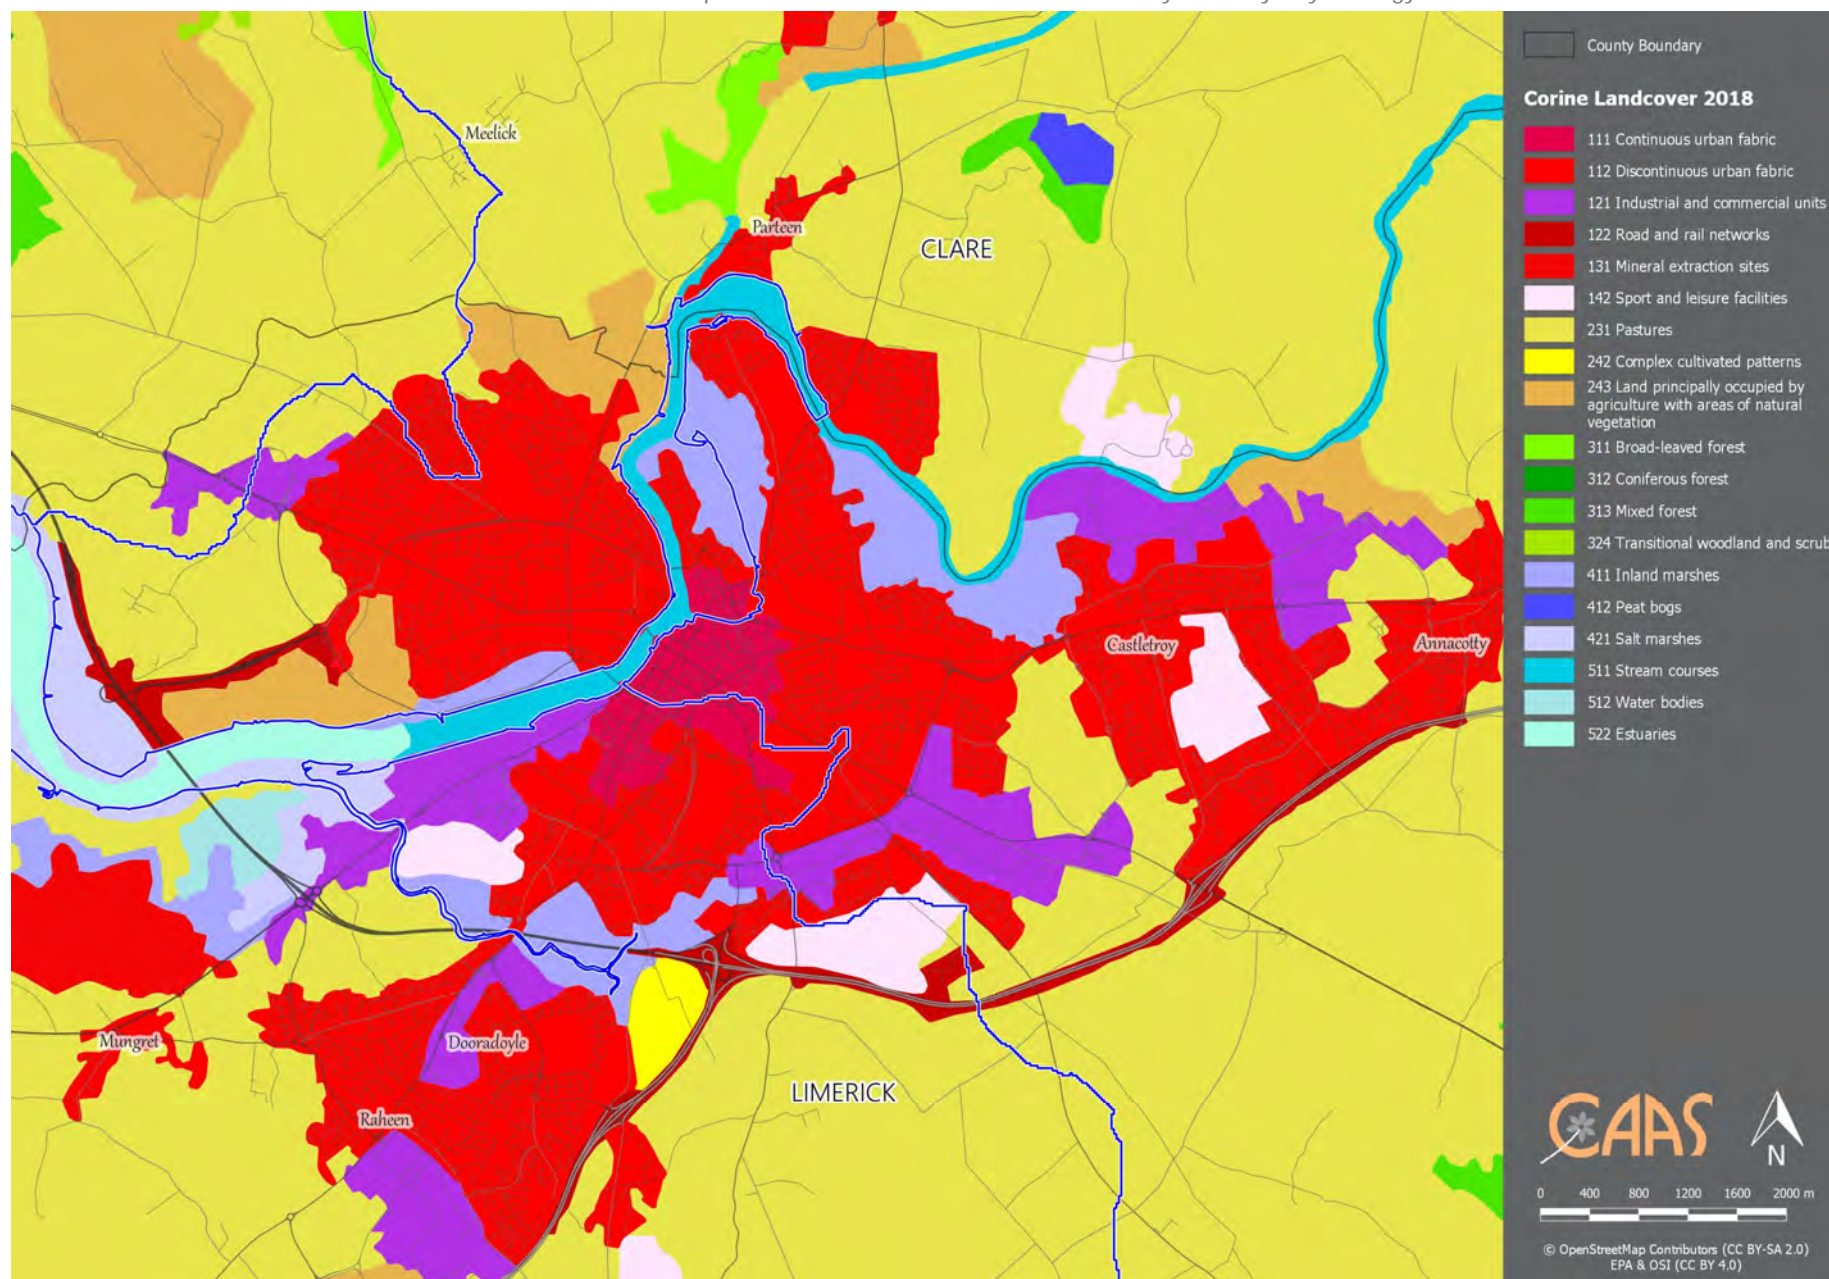 Meelick
Parteen
CLARE
Castletroy
Annacotty
Mungret
Dooradoyle
Raheen
LIMERICK
County Boundary
Corine Landcover 2018
111 Continuous urban fabric
112 Discontinuous urban fabric
121 Industrial and commercial units
122 Road and rail networks
131 Mineral extraction sites
142 Sport and leisure facilities
231 Pastures
242 Complex cultivated patterns
243 Land principally occupied by
agriculture with areas of natural
vegetation
311 Broad-leaved forest
312 Coniferous forest
313 Mixed forest
324 Transitional woodland and scrub
411 Inland marshes
412 Peat bogs
421 Salt marshes
511 Stream courses
512 Water bodies
522 Estuaries
CAAS
N
0 400 800 1200 1600 2000 m
© OpenStreetMap Contributors (CC BY-SA 2.0)
EPA & OSI (CC BY 4.0)